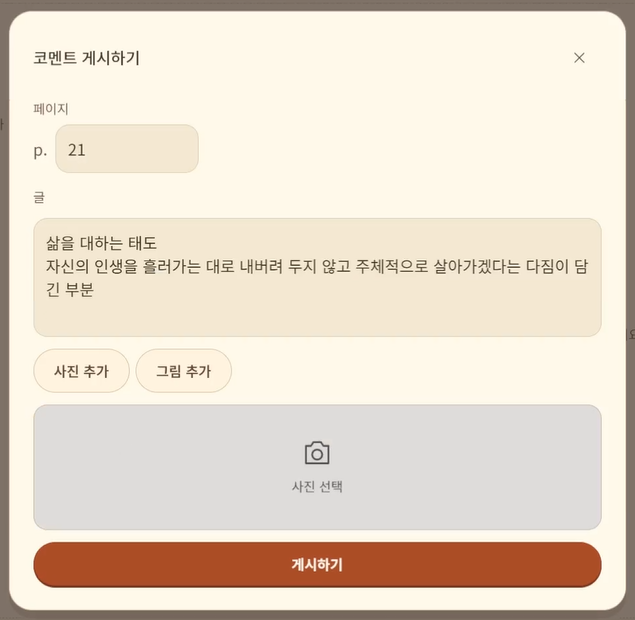 코멘트 게시하기
페이지
p. 21
글
삶을 대하는 태도
자신의 인생을 흘러가는 대로 내버려 두지 않고 주체적으로 살아가겠다는 다짐이 담
긴 부분
사진 추가 그림 추가
사진 선택
게시하기